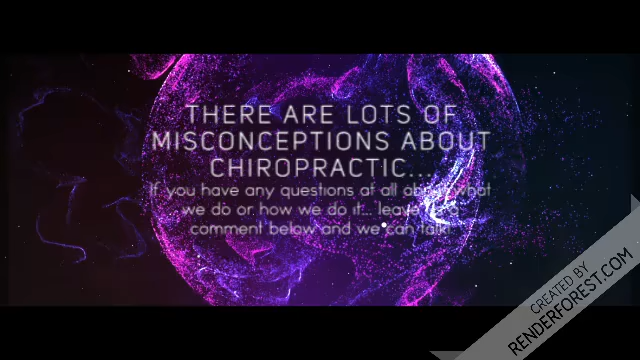 THERE ARE LOTS OF
MISCONCEPTIONS ABOUT
CHIROPRACTIC...
If you have any questions at all about what
we do or how we do it... leave
comment below and we can talk!
CREATED BY
RENDERFOREST.COM